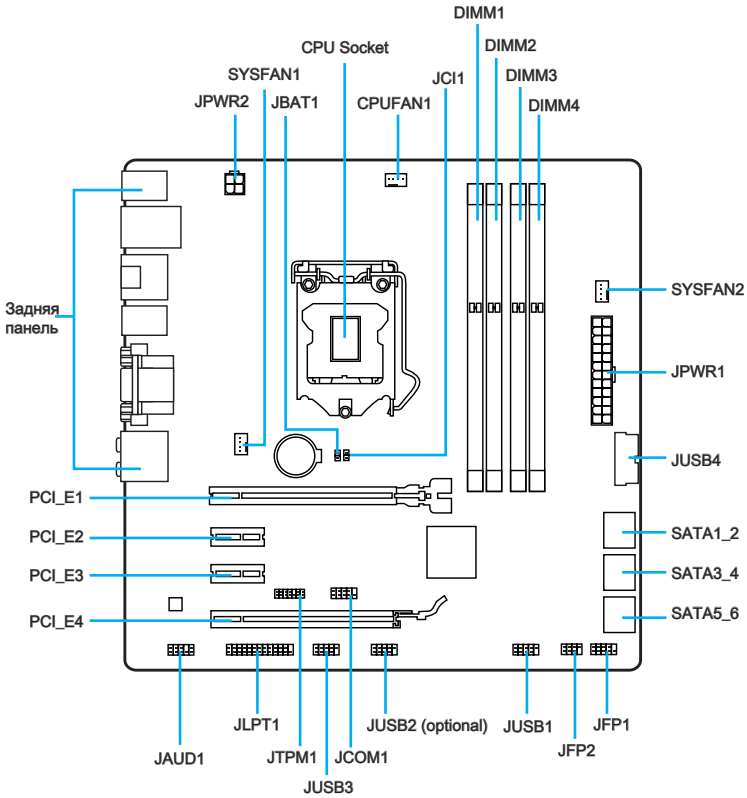 DIMM1
CPU Socket
DIMM2
SYSFAN1
JCI1
DIMM3
JPWR2
JBAT1
CPUFAN1
DIMM4
SYSFAN2
Задняя
панель
JPWR1
JUSB4
PCI_E1
PCI_E2
SATA1_2
PCI_E3
SATA3_4
PCI_E4
SATA5_6
JLPT1
JUSB2 (optional)
JUSB1
JFP1
JAUD1
JTPM1
JCOM1
JFP2
JUSB3